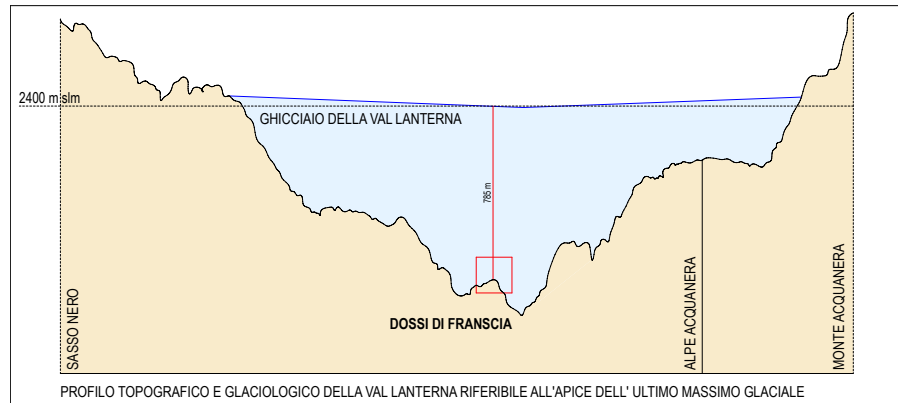 2400 m slm
GHICCIAIO DELLA VAL LANTERNA
785 m
DOSSI DI FRANSCIA
SASSO NERO
ALPE ACQUANERA
MONTE ACQUANERA
PROFILO TOPOGRAFICO E GLACIOLOGICO DELLA VAL LANTERNA RIFERIBILE ALL'APICE DELL' ULTIMO MASSIMO GLACIALE